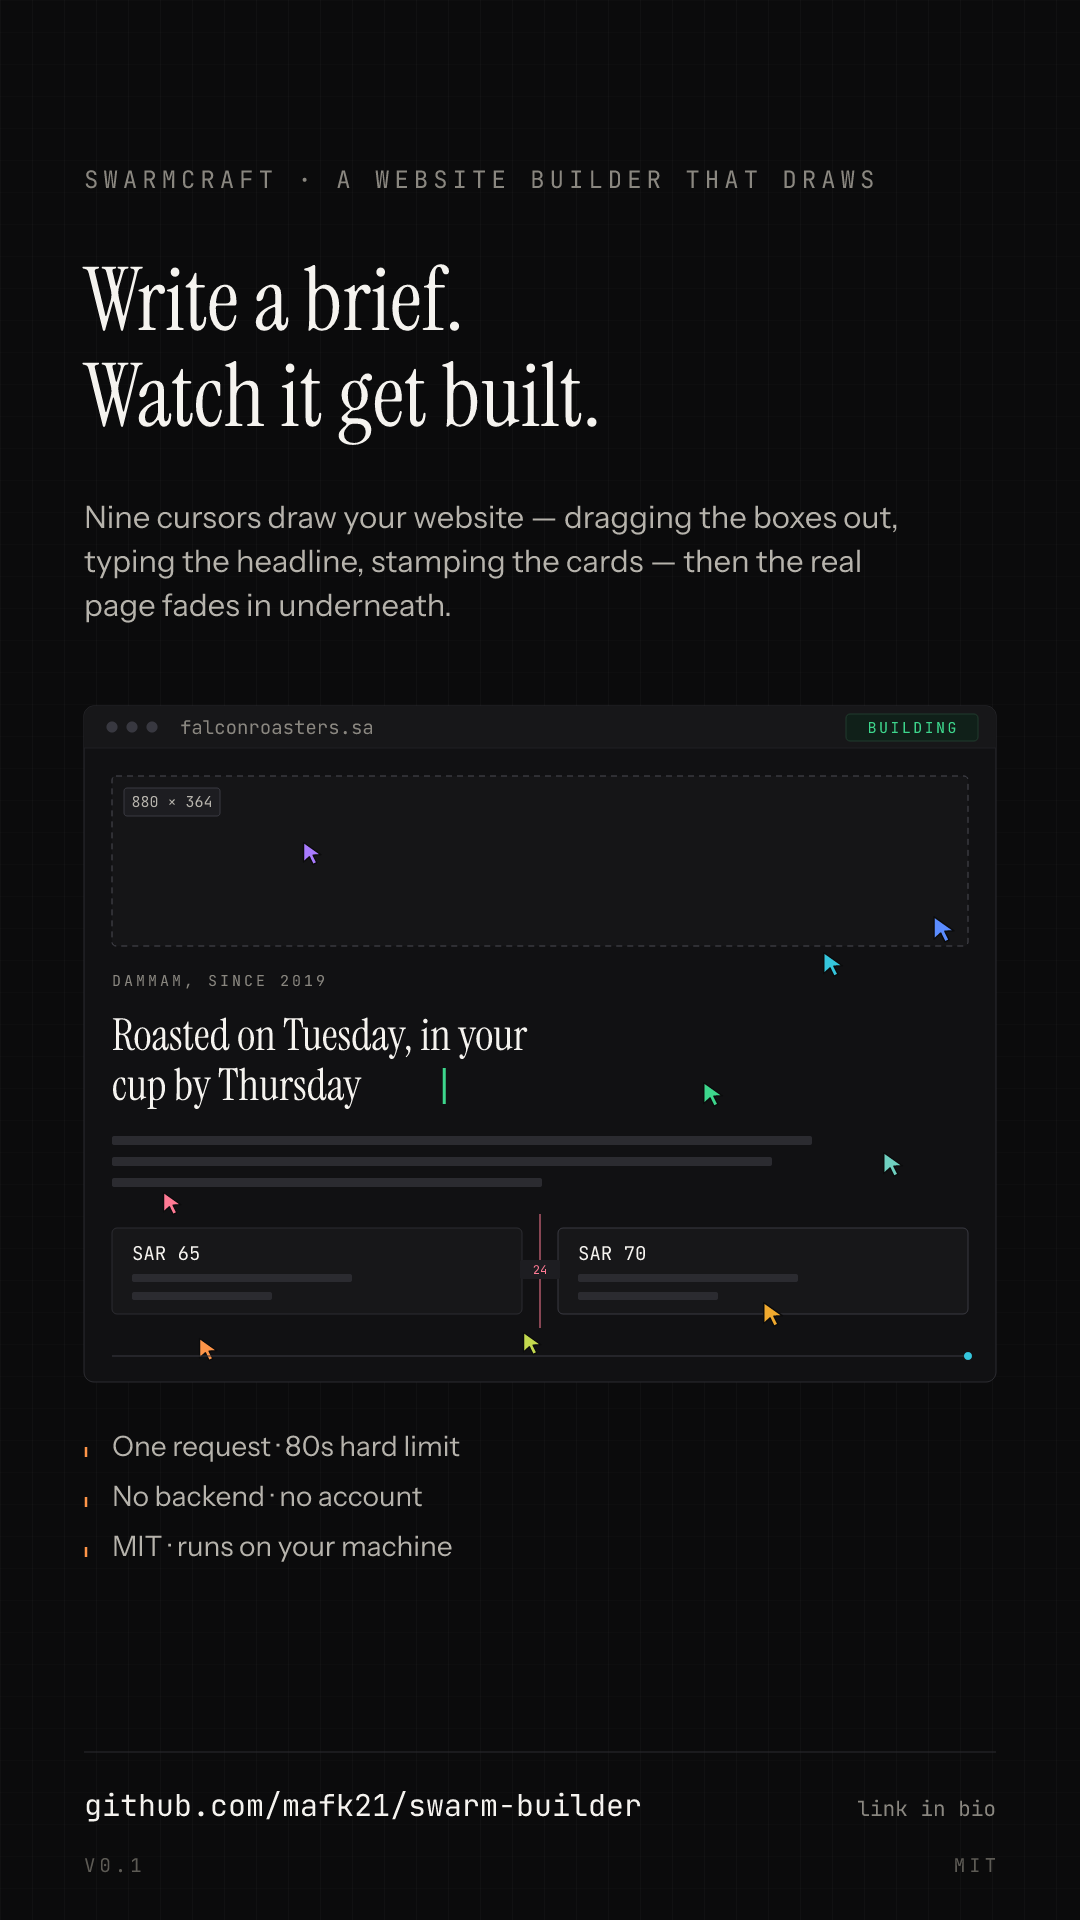 SWARMCRAFT · A WEBSITE BUILDER THAT DRAWS
Write a brief.
Watch it get built.
Nine cursors draw your website — dragging the boxes out,
typing the headline, stamping the cards — then the real
page fades in underneath.
falconroasters.sa
BUILDING
880 × 364
DAMMAM, SINCE 2019
Roasted on Tuesday, in your
cup by Thursday
SAR 65
24
SAR 70
One request · 80s hard limit
No backend · no account
MIT · runs on your machine
github.com/mafk21/swarm-builder
link in bio
V0.1
MIT